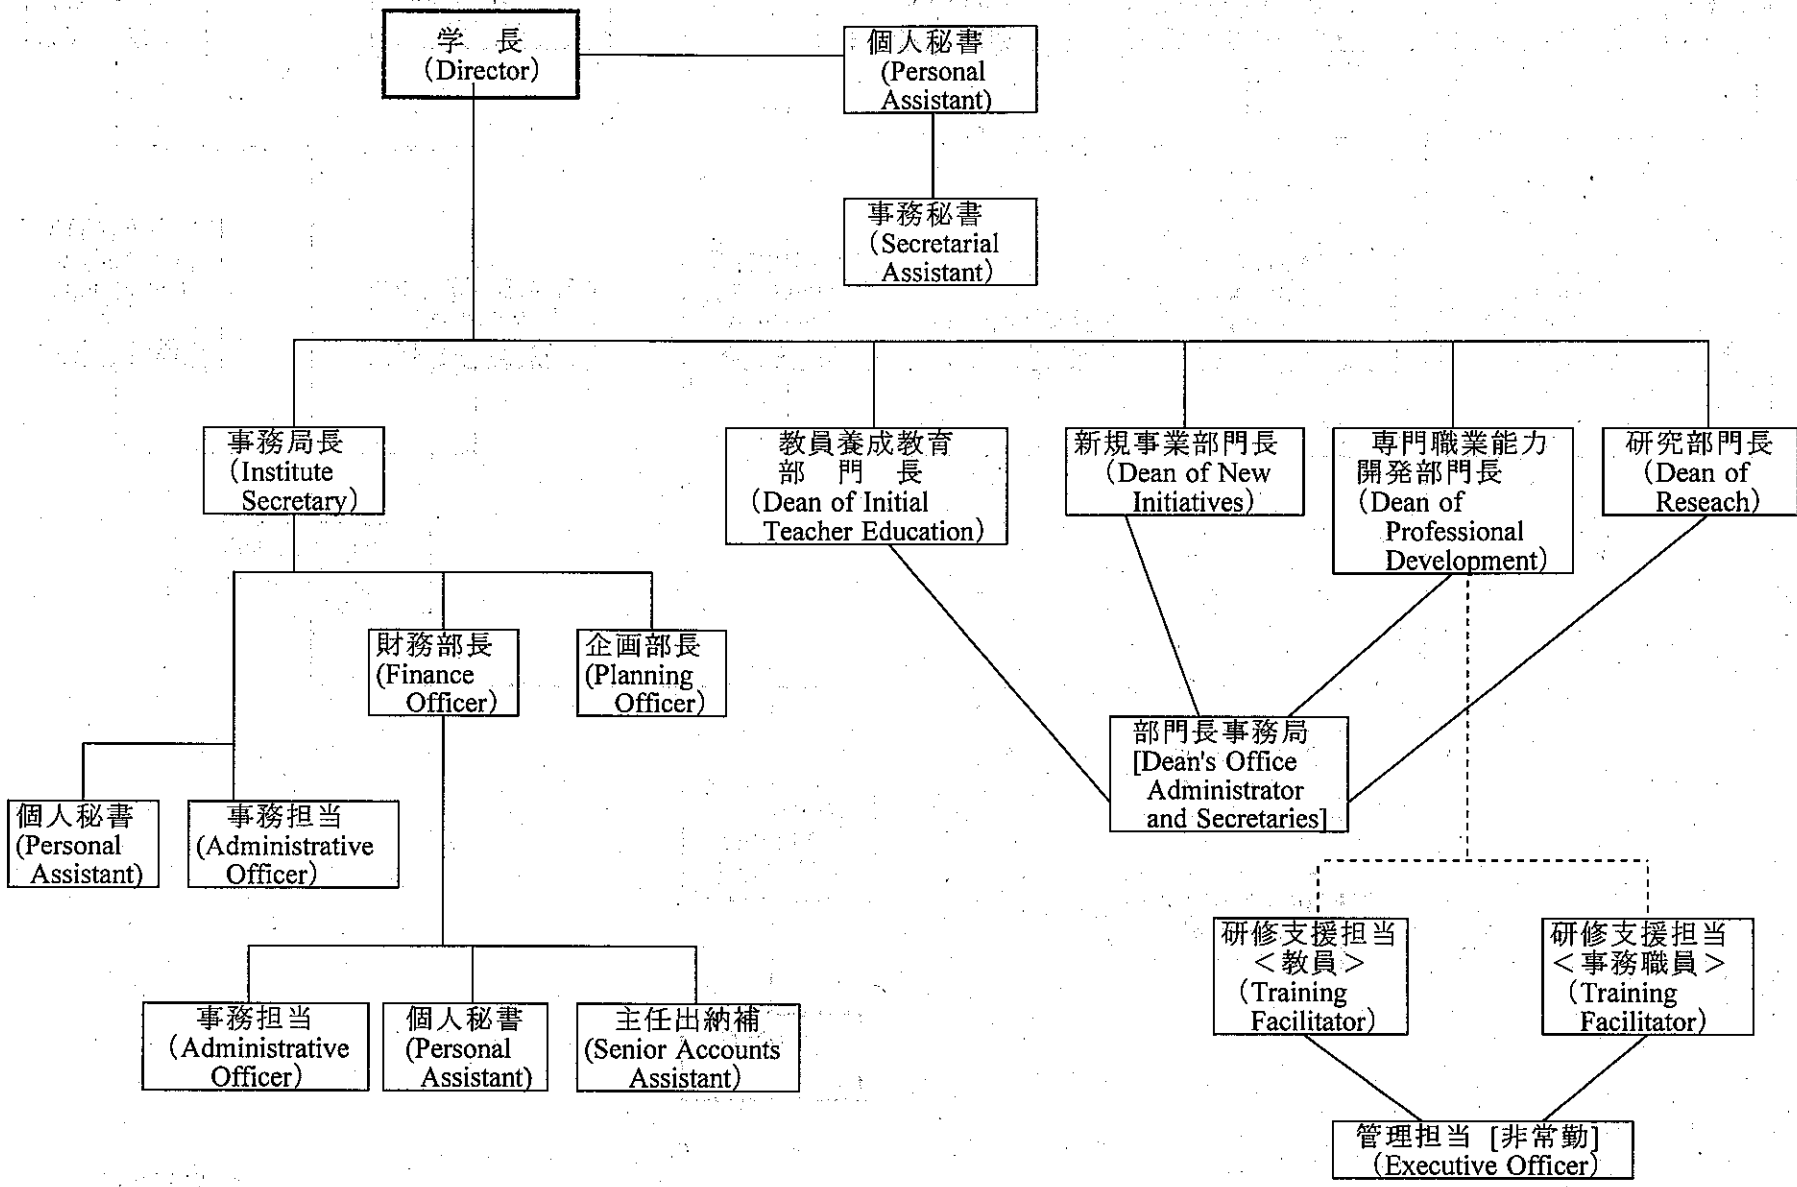 学　長
(Director)
個人秘書
(Personal
Assistant)
事務秘書
(Secretarial
Assistant)
事務局長
(Institute
Secretary)
教員養成教育
部　門　長
(Dean of Initial
Teacher Education)
新規事業部門長
(Dean of New
Initiatives)
専門職業能力
開発部門長
(Dean of
Professional
Development)
研究部門長
(Dean of
Reseach)
財務部長
(Finance
Officer)
企画部長
(Planning
Officer)
部門長事務局
[Dean's Office
Administrator
and Secretaries]
個人秘書
(Personal
Assistant)
事務担当
(Administrative
Officer)
研修支援担当
＜教員＞
(Training
Facilitator)
研修支援担当
＜事務職員＞
(Training
Facilitator)
事務担当
(Administrative
Officer)
個人秘書
(Personal
Assistant)
主任出納補
(Senior Accounts
Assistant)
管理担当 [非常勤]
(Executive Officer)